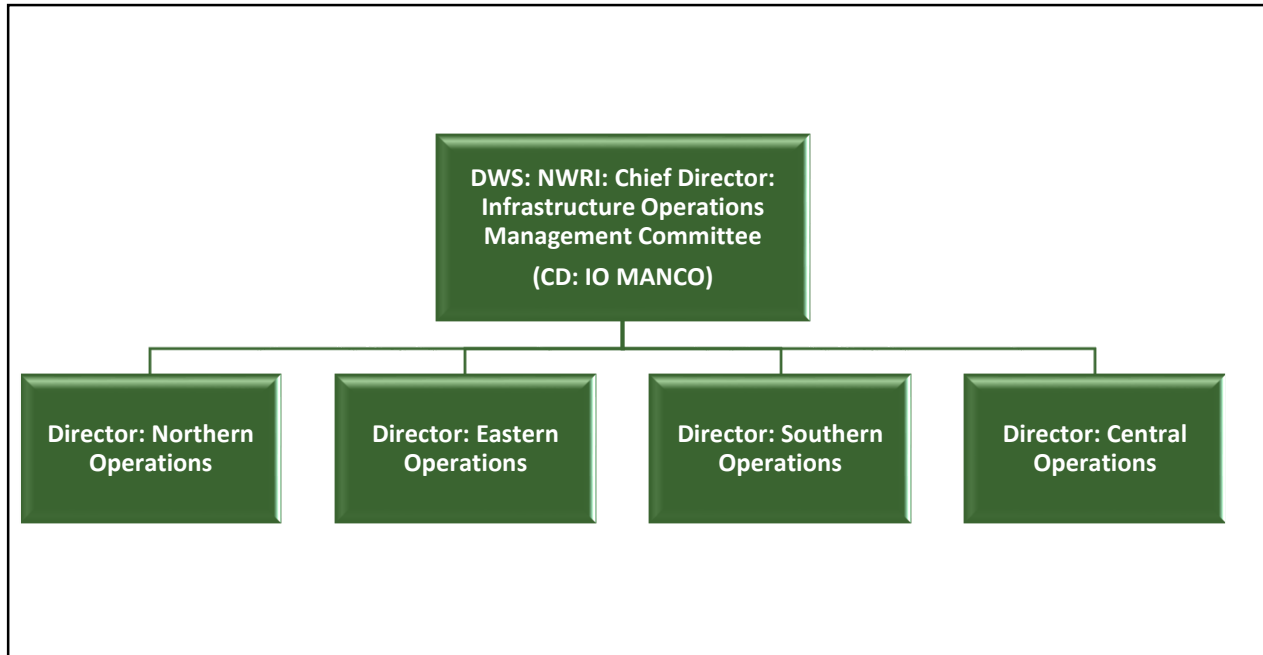 DWS: NWRI: Chief Director:
Infrastructure Operations
Management Committee
(CD: IO MANCO)
Director: Northern
Operations
Director: Eastern
Operations
Director: Southern
Operations
Director: Central
Operations